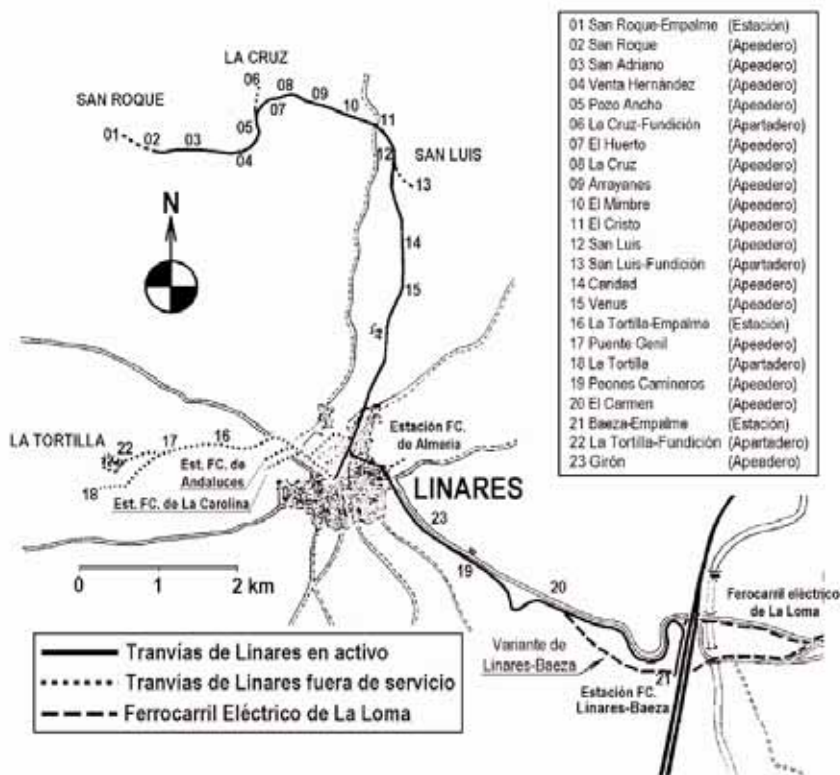 01 San Roque-Empalme (Estación)
02 San Roque (Apeadero)
03 San Adriano (Apeadero)
04 Venta Hernández (Apeadero)
05 Pozo Ancho (Apeadero)
06 La Cruz-Fundición (Apartadero)
07 El Huerto (Apeadero)
08 La Cruz (Apeadero)
09 Arrayanes (Apeadero)
10 El Mimbre (Apeadero)
11 El Cristo (Apeadero)
12 San Luis (Apeadero)
13 San Luis-Fundición (Apartadero)
14 Caridad (Apeadero)
15 Venus (Apeadero)
16 La Tortilla-Empalme (Estación)
17 Puente Genil (Apeadero)
18 La Tortilla (Apartadero)
19 Peones Camineros (Apeadero)
20 El Carmen (Apeadero)
21 Baeza-Empalme (Estación)
22 La Tortilla-Fundición (Apartadero)
23 Girón (Apeadero)
LA CRUZ
06
08
09
SAN ROQUE
07
10
11
01
02
03
05
04
12
SAN LUIS
13
N
14
15
LA TORTILLA
22
17
16
18
Est. FC. de
Andaluces
Est. FC. de La Carolina
Estación FC.
de Almería
LINARES
23
19
20
0 1 2 km
Ferocarril eléctrico
de La Loma
Variante de
Linares-Baeza
21
Estación FC.
Linares-Baeza
Tranvías de Linares en activo
Tranvías de Linares fuera de servicio
Ferrocarril Eléctrico de La Loma